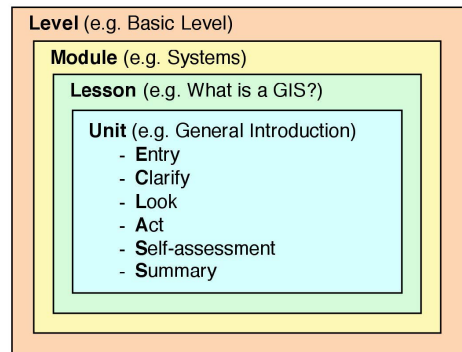 Level (e.g. Basic Level)
Module (e.g. Systems)
Lesson (e.g. What is a GIS?)
Unit (e.g. General Introduction)
- Entry
- Clarify
- Look
- Act
- Self-assessment
- Summary